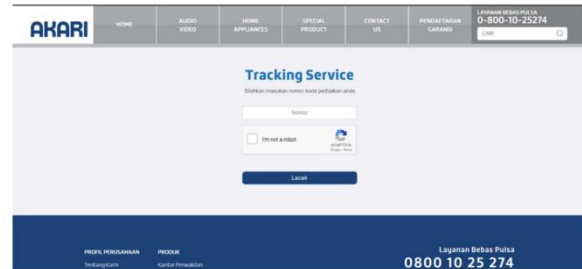 AKARI
HOME
AUDIO VIDEO
HOME APPLIANCES
SPECIAL PRODUCT
CONTACT US
PENDAFTARAN GARANSI
LAYANAN BEBAS PULSA
0-800-10-25274
CARI
Tracking Service
Silahkan masukan nomor kode perbaikan anda
Nomor
I'm not a robot
reCAPTCHA
Privacy - Terms
Lacak
PROFIL PERUSAHAAN
PRODUK
Layanan Bebas Pulsa
0800 10 25 274
Tentang Kami
Kantor Perwakilan